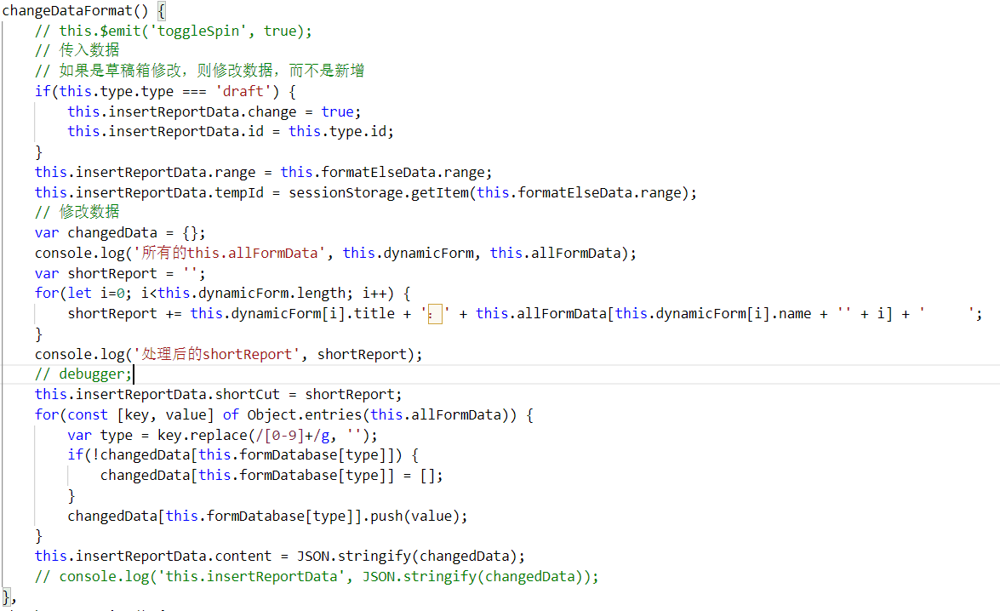 changeDataFormat() {
// this.$emit('toggleSpin', true);
// 传入数据
// 如果是草稿箱修改，则修改数据，而不是新增
if(this.type.type === 'draft') {
this.insertReportData.change = true;
this.insertReportData.id = this.type.id;
}
this.insertReportData.range = this.formatElseData.range;
this.insertReportData.tempId = sessionStorage.getItem(this.formatElseData.range);
// 修改数据
var changedData = {};
console.log('所有的this.allFormData', this.dynamicForm, this.allFormData);
var shortReport = '';
for(let i=0; i<this.dynamicForm.length; i++) {
shortReport += this.dynamicForm[i].title + '：' + this.allFormData[this.dynamicForm[i].name + '' + i] + '     ';
}
console.log('处理后的shortReport', shortReport);
// debugger;
this.insertReportData.shortCut = shortReport;
for(const [key, value] of Object.entries(this.allFormData)) {
var type = key.replace(/[0-9]+/g, '');
if(!changedData[this.formDatabase[type]]) {
changedData[this.formDatabase[type]] = [];
}
changedData[this.formDatabase[type]].push(value);
}
this.insertReportData.content = JSON.stringify(changedData);
// console.log('this.insertReportData', JSON.stringify(changedData));
},